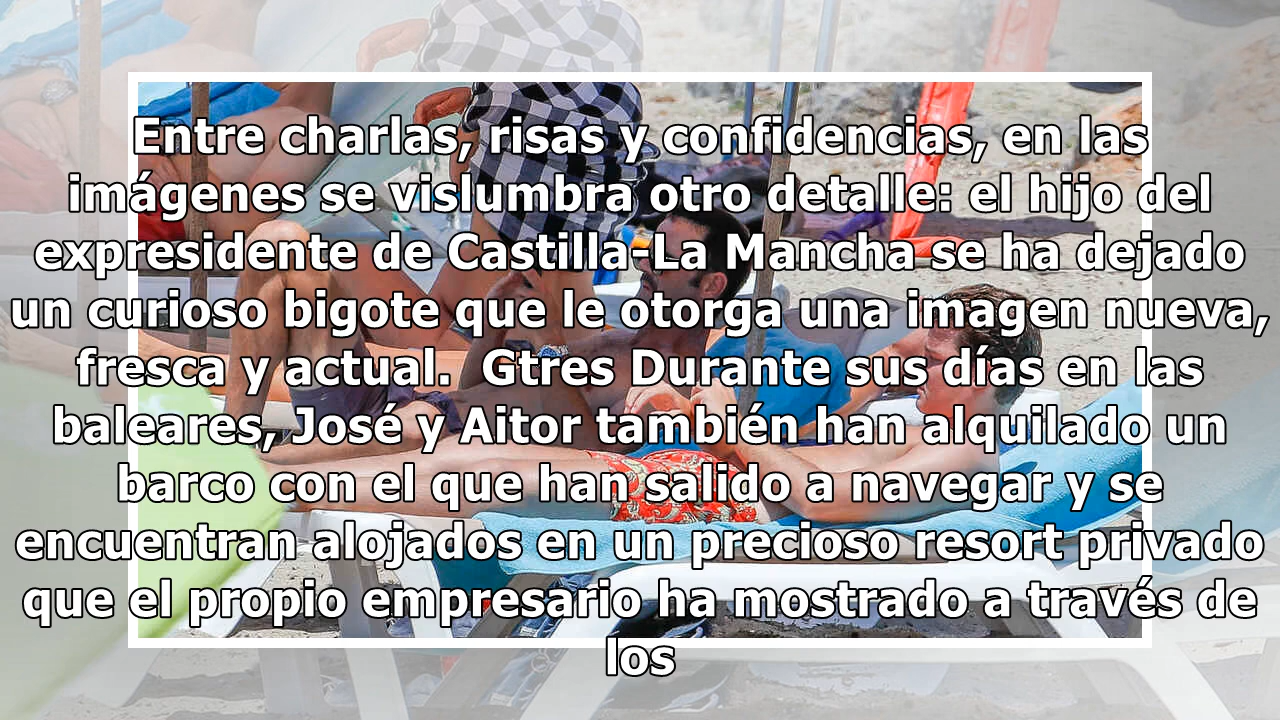 Entre charlas, risas y confidencias, en las
imágenes se vislumbra otro detalle: el hijo del
expresidente de Castilla-La Mancha se ha dejado
un curioso bigote que le otorga una imagen nueva,
fresca y actual.  Gtres Durante sus días en las
baleares, José y Aitor también han alquilado un
barco con el que han salido a navegar y se
encuentran alojados en un precioso resort privado
que el propio empresario ha mostrado a través de
los